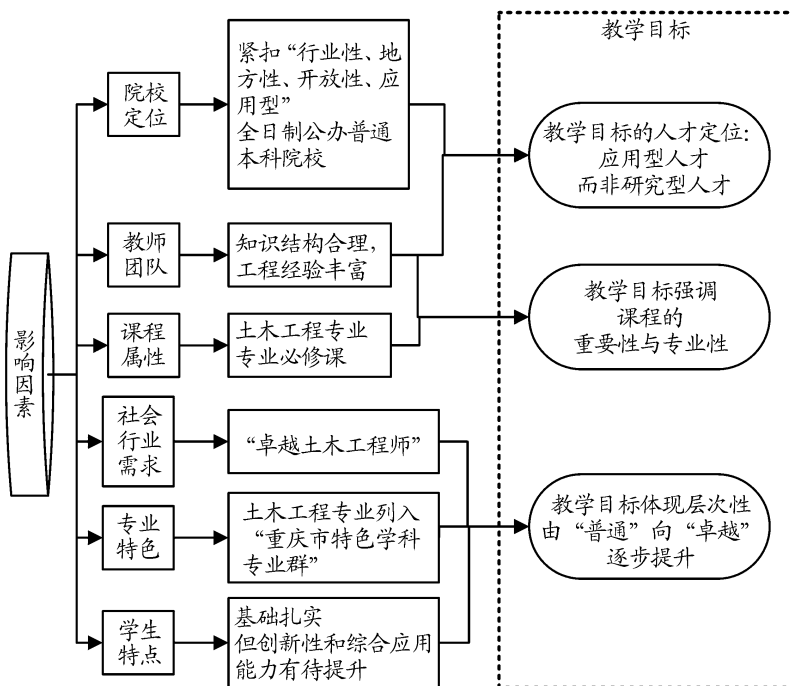 教学目标
院校
定位
紧扣“行业性、地
方性、开放性、应
用型”
全日制公办普通
本科院校
教学目标的人才定位：
应用型人才
而非研究型人才
影响因素
教师
团队
知识结构合理，
工程经验丰富
教学目标强调
课程的
重要性与专业性
课程
属性
土木工程专业
专业必修课
社会
行业
需求
“卓越土木工程师”
专业
特色
土木工程专业列入
“重庆市特色学科
专业群”
教学目标体现层次性
由“普通”向“卓越”
逐步提升
学生
特点
基础扎实
但创新性和综合应用
能力有待提升